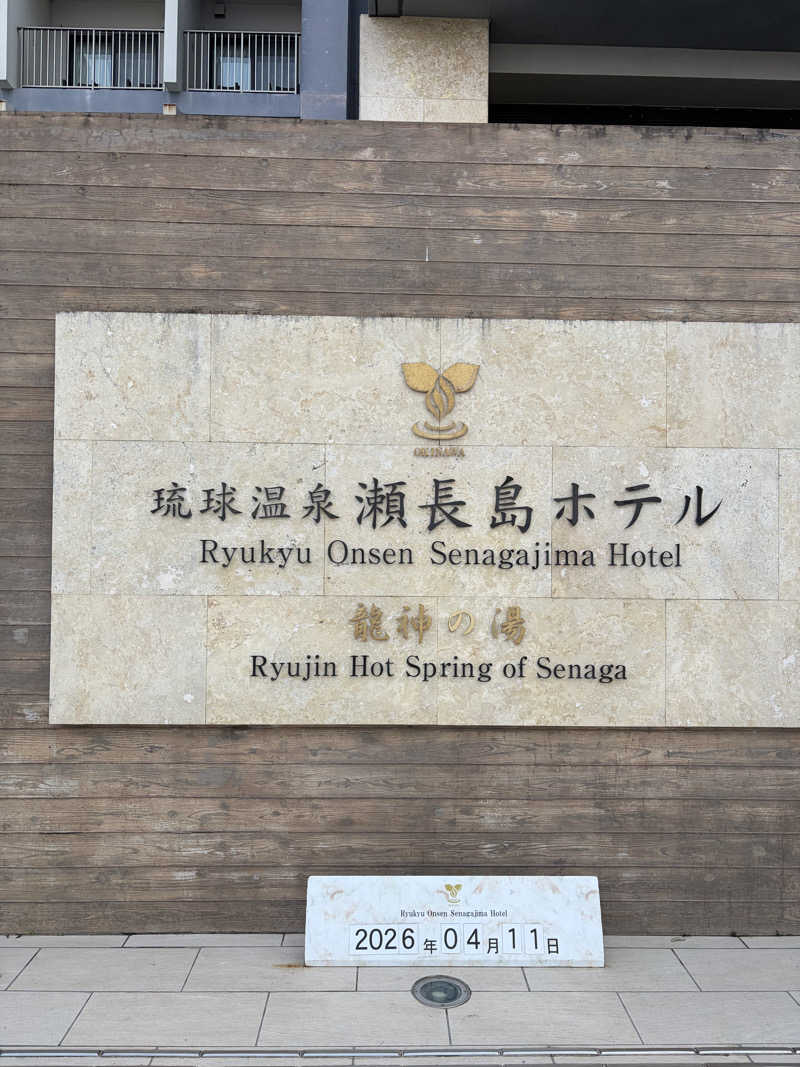 OKINAWA
琉球温泉瀬長島ホテル
Ryukyu Onsen Senagajima Hotel
龍神の湯
Ryujin Hot Spring of Senaga
Ryukyu Onsen Senagajima Hotel
2026年04月11日